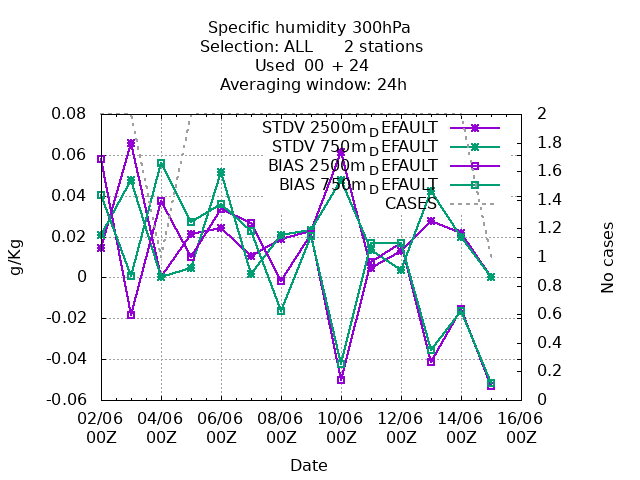 Specific humidity 300hPa
Selection: ALL 2 stations
Used 00 + 24
Averaging window: 24h
STDV 2500m_DEFAULT
STDV 750m_DEFAULT
BIAS 2500m_DEFAULT
BIAS 750m_DEFAULT
CASES
0.08
0.06
0.04
0.02
0
-0.02
-0.04
-0.06
g/Kg
2
1.8
1.6
1.4
1.2
1
0.8
0.6
0.4
0.2
0
No cases
02/06 04/06 06/06 08/06 10/06 12/06 14/06 16/06
00Z 00Z 00Z 00Z 00Z 00Z 00Z 00Z
Date